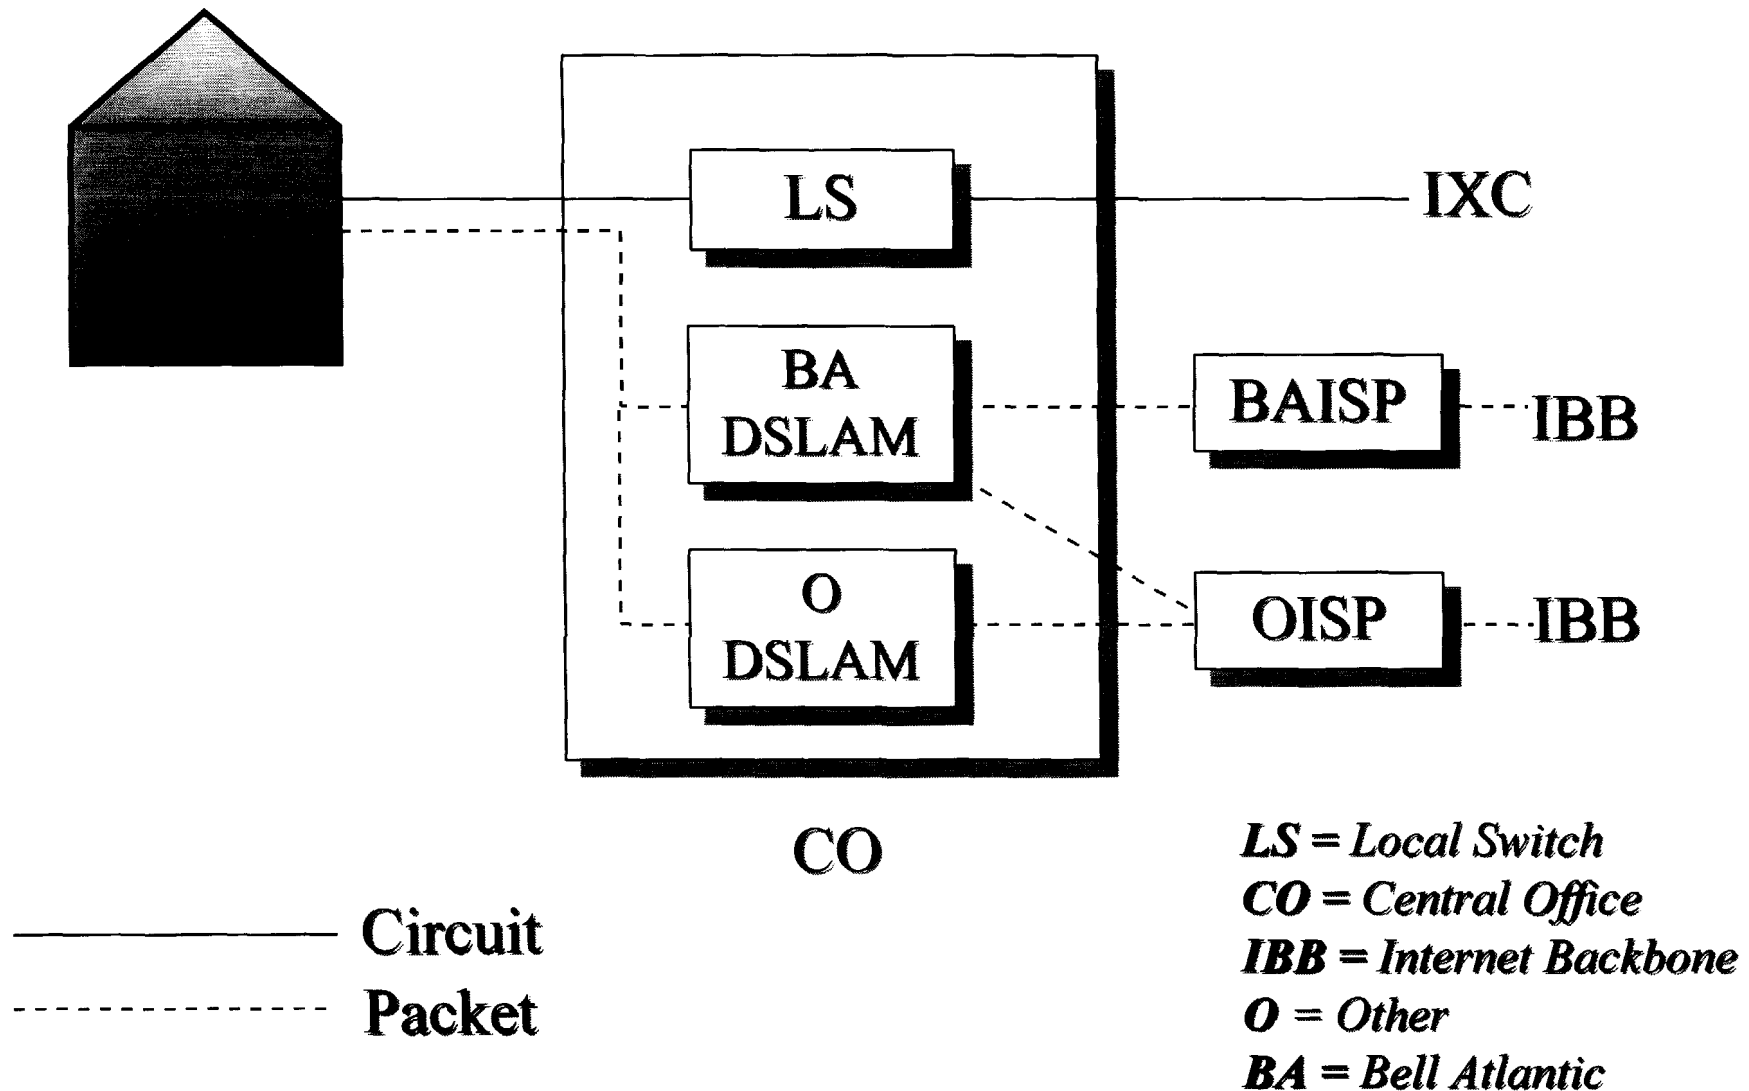 LS
IXC
BA
DSLAM
BAISP
IBB
O
DSLAM
OISP
IBB
CO
Circuit
Packet
LS = Local Switch
CO = Central Office
IBB = Internet Backbone
O = Other
BA = Bell Atlantic